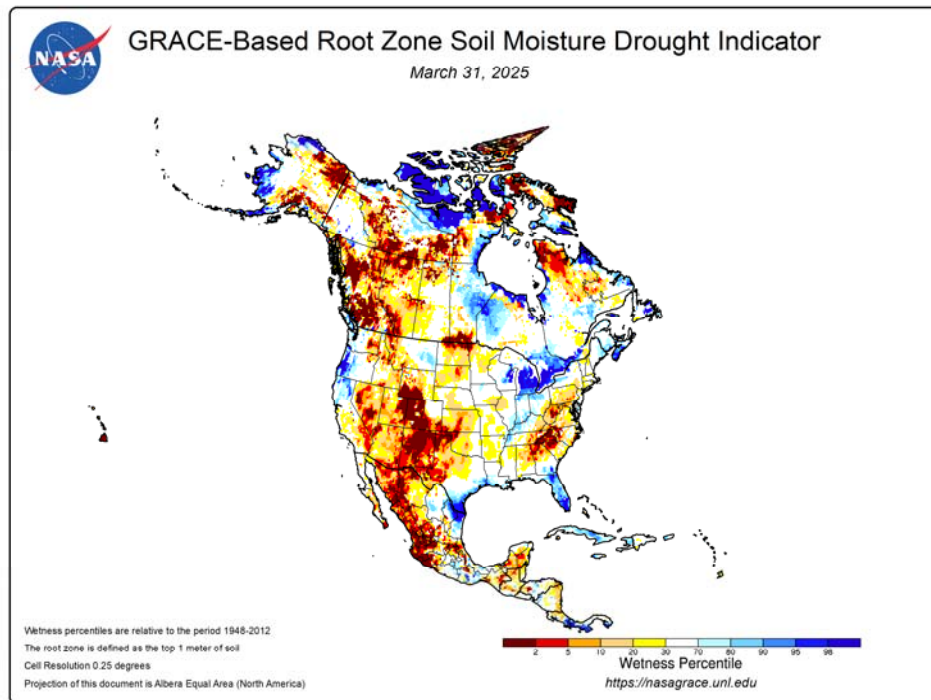 NASA
GRACE-Based Root Zone Soil Moisture Drought Indicator
March 31, 2025
Wetness percentiles are relative to the period 1948-2012
The root zone is defined as the top 1 meter of soil
Cell Resolution 0.25 degrees
Projection of this document is Albera Equal Area (North America)
2 5 10 20 30 70 80 90 95 98
Wetness Percentile
https://nasagrace.unl.edu